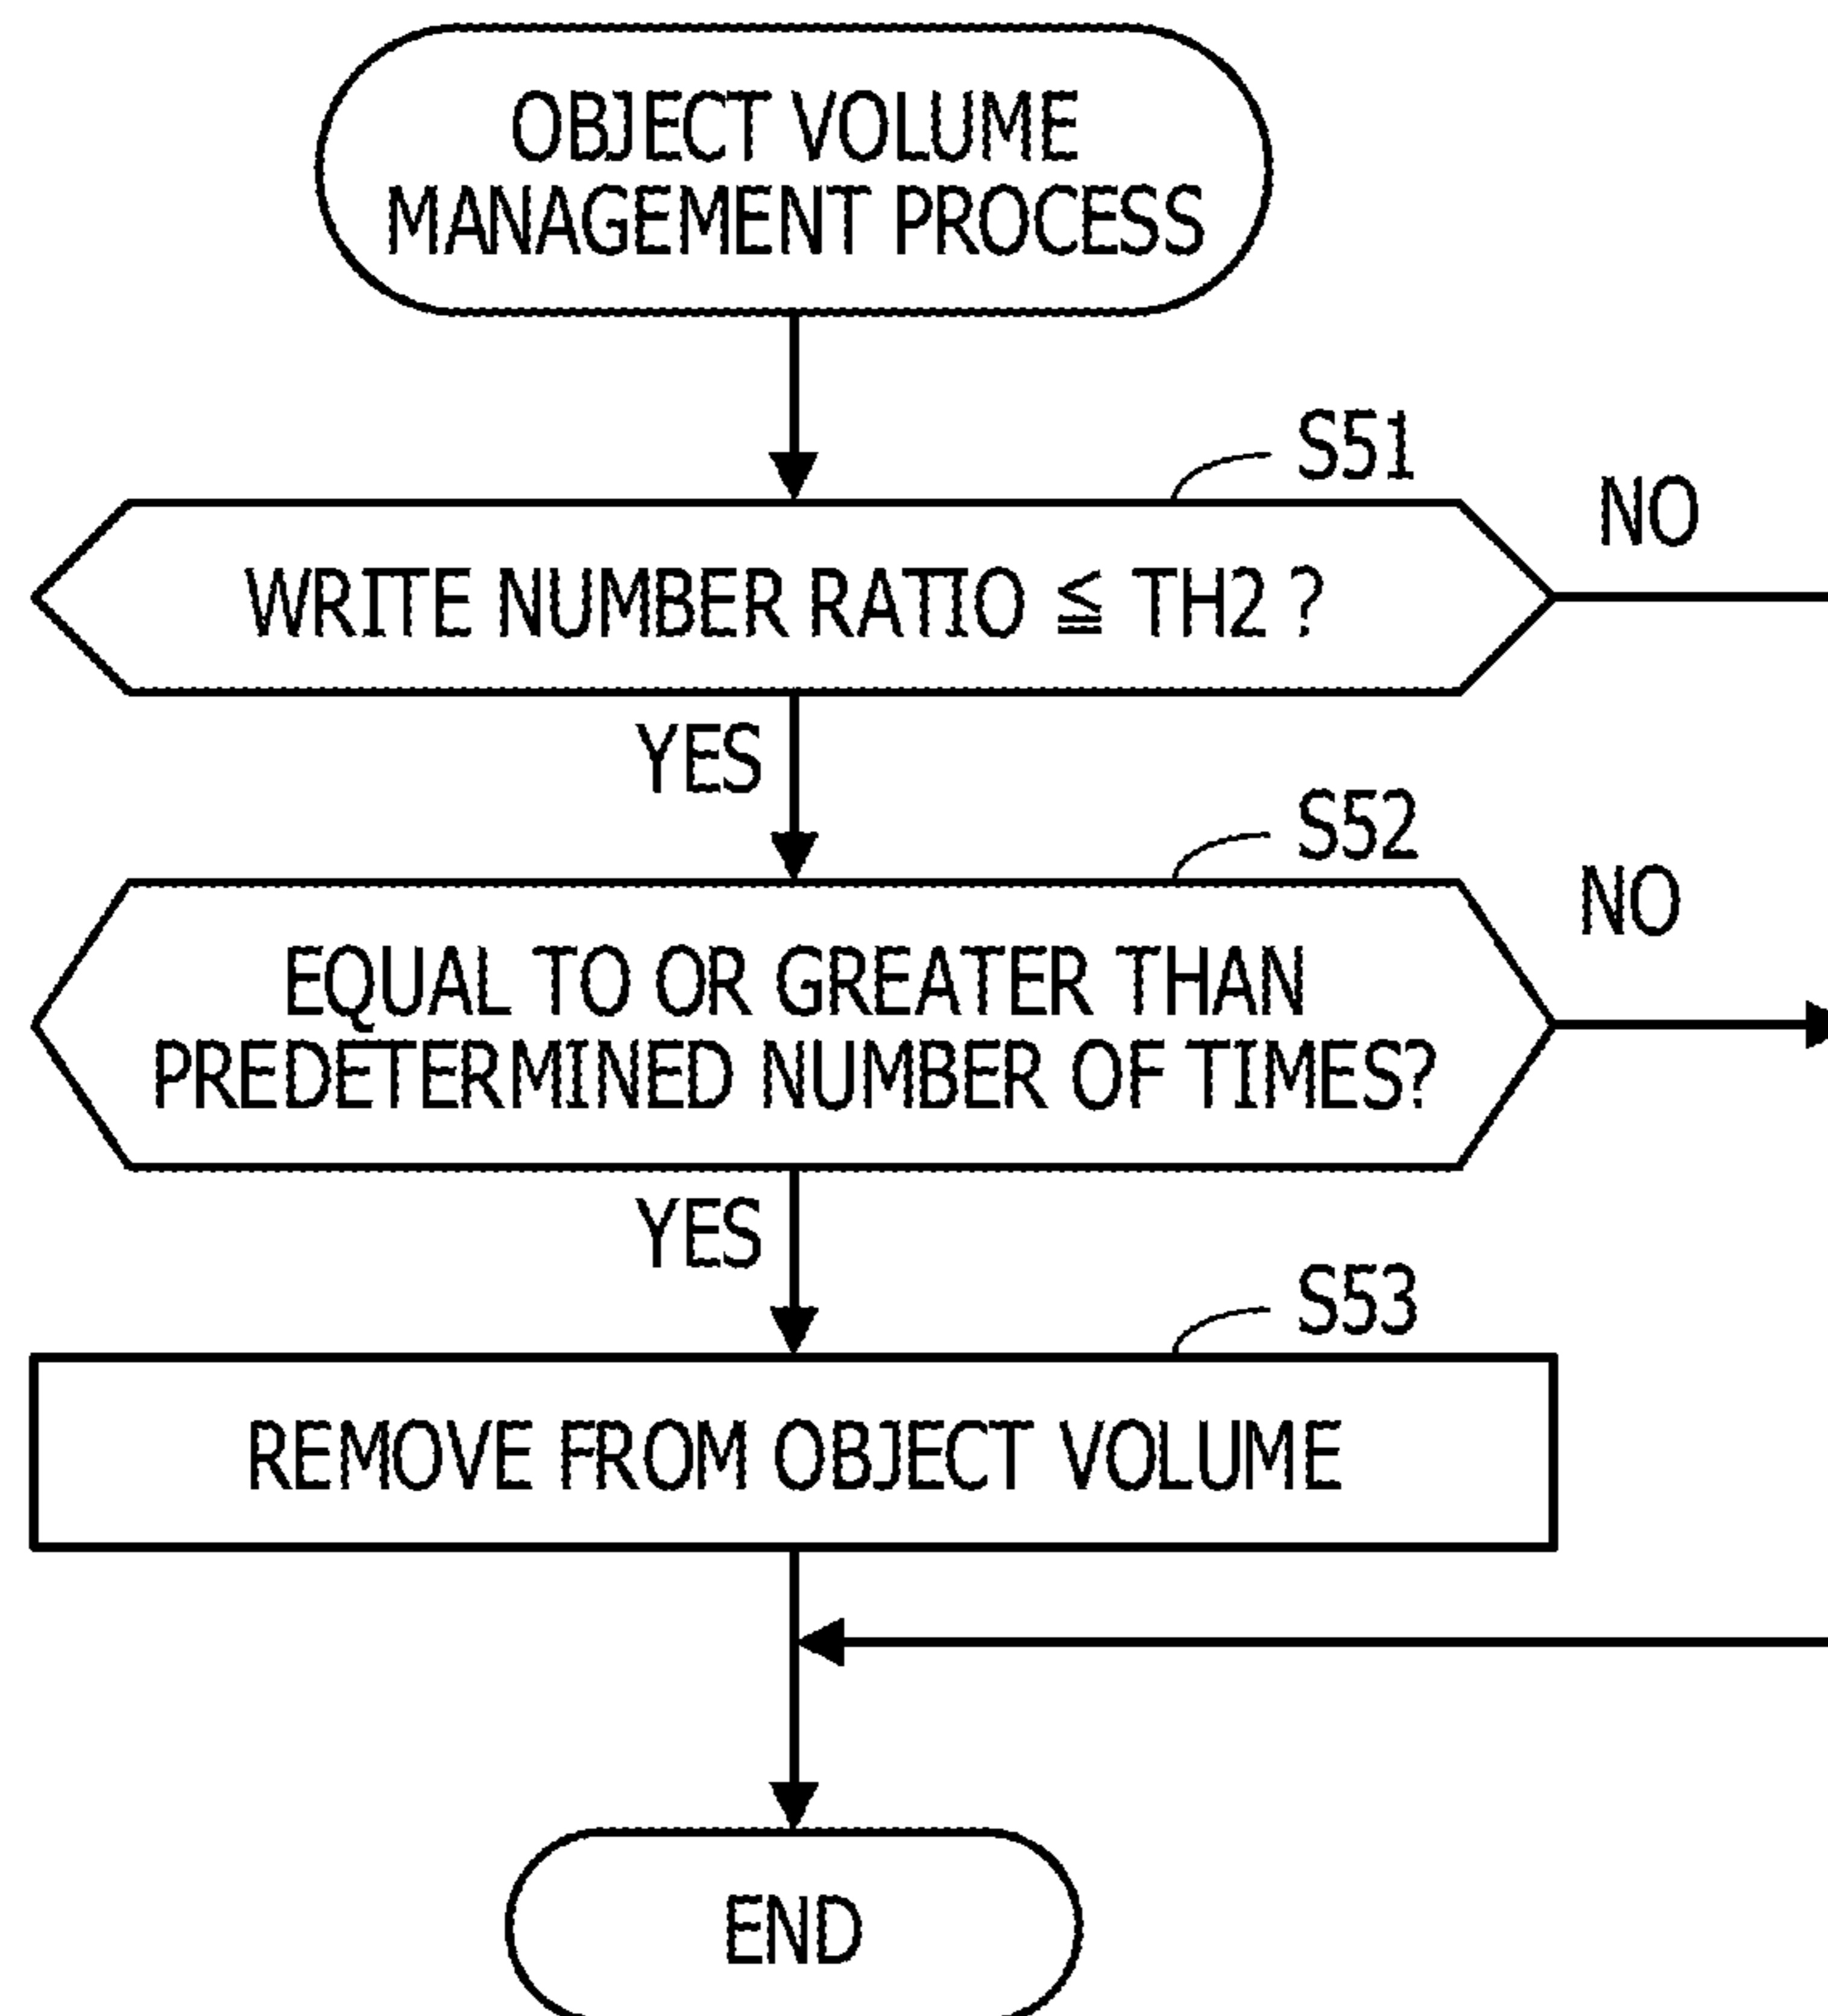 OBJECT VOLUME
MANAGEMENT PROCESS
S51
NO
WRITE NUMBER RATIO ≦ TH2 ?
YES
S52
NO
EQUAL TO OR GREATER THAN
PREDETERMINED NUMBER OF TIMES?
YES
S53
REMOVE FROM OBJECT VOLUME
END